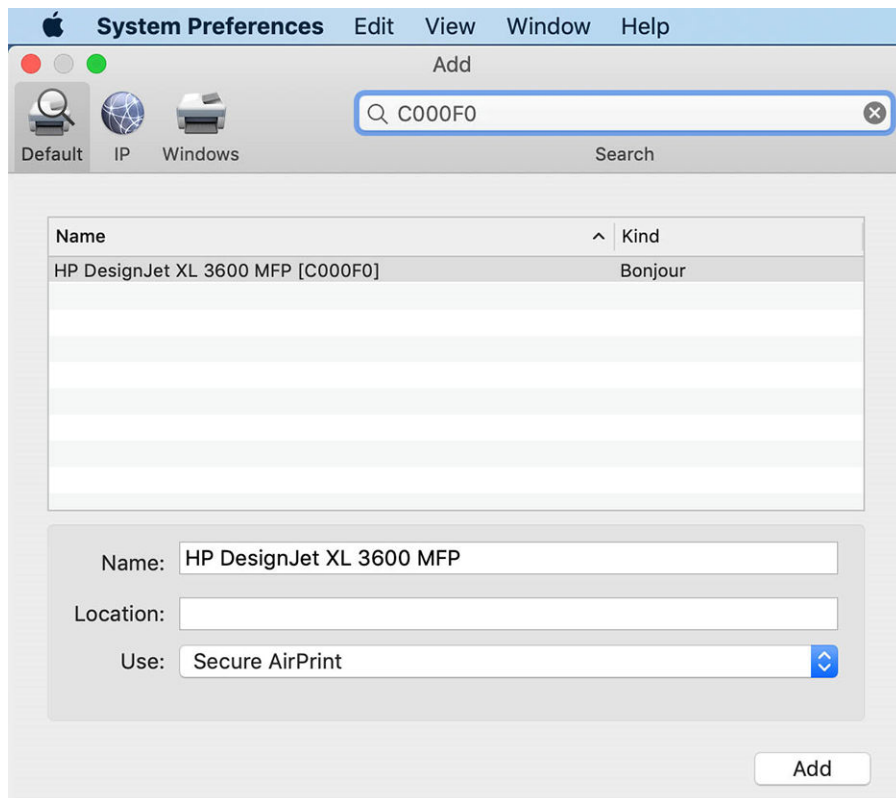 System Preferences Edit View Window Help
Add
C000F0
Default IP Windows Search
Name Kind
HP DesignJet XL 3600 MFP [C000F0] Bonjour
Name: HP DesignJet XL 3600 MFP
Location:
Use: Secure AirPrint
Add